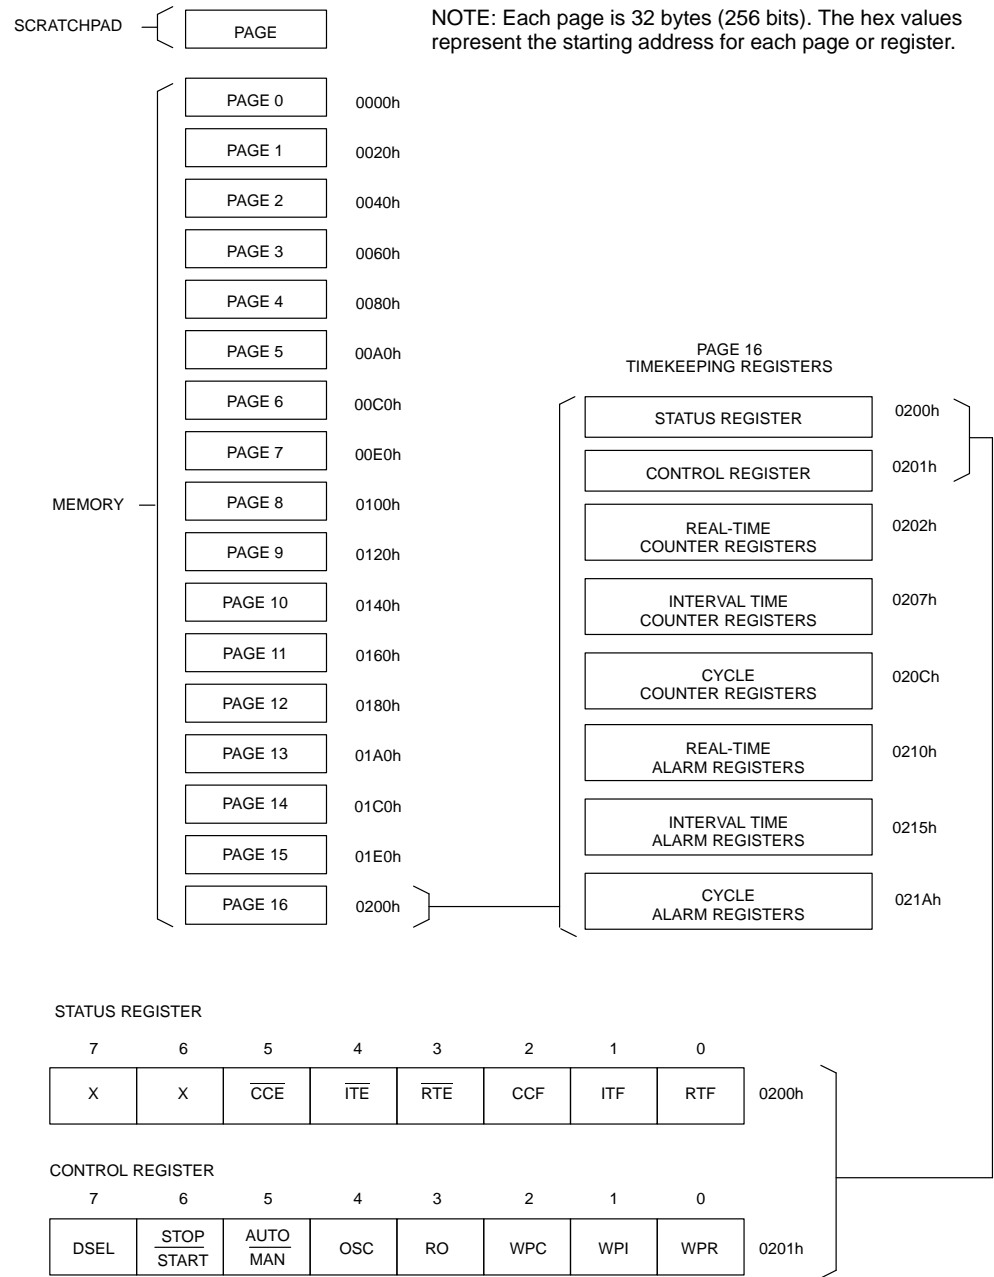 SCRATCHPAD
PAGE
NOTE: Each page is 32 bytes (256 bits). The hex values
represent the starting address for each page or register.
MEMORY
PAGE 0 0000h
PAGE 1 0020h
PAGE 2 0040h
PAGE 3 0060h
PAGE 4 0080h
PAGE 5 00A0h
PAGE 6 00C0h
PAGE 7 00E0h
PAGE 8 0100h
PAGE 9 0120h
PAGE 10 0140h
PAGE 11 0160h
PAGE 12 0180h
PAGE 13 01A0h
PAGE 14 01C0h
PAGE 15 01E0h
PAGE 16 0200h
PAGE 16
TIMEKEEPING REGISTERS
STATUS REGISTER 0200h
CONTROL REGISTER 0201h
REAL-TIME
COUNTER REGISTERS 0202h
INTERVAL TIME
COUNTER REGISTERS 0207h
CYCLE
COUNTER REGISTERS 020Ch
REAL-TIME
ALARM REGISTERS 0210h
INTERVAL TIME
ALARM REGISTERS 0215h
CYCLE
ALARM REGISTERS 021Ah
STATUS REGISTER
7 6 5 4 3 2 1 0
X X CCE ITE RTE CCF ITF RTF 0200h
CONTROL REGISTER
7 6 5 4 3 2 1 0
DSEL STOP START AUTO MAN OSC RO WPC WPI WPR 0201h